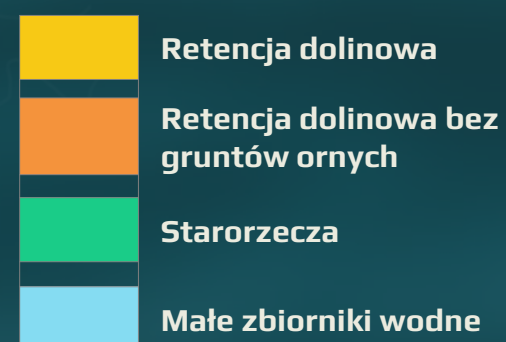 Retencja dolinowa
Retencja dolinowa bez
gruntów ornych
Starorzecza
Małe zbiorniki wodne